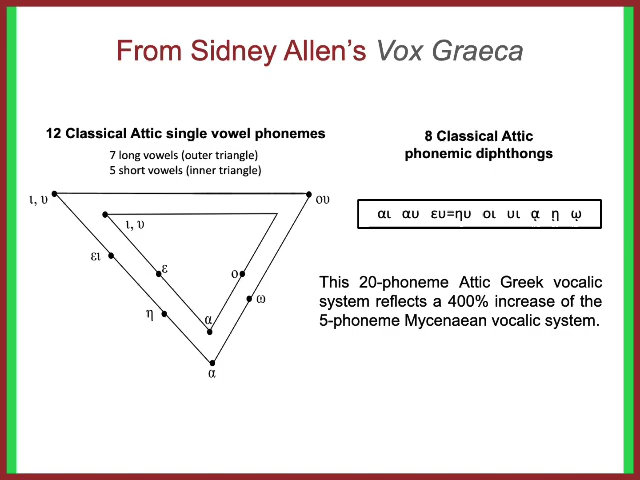 From Sidney Allen’s Vox Graeca
12 Classical Attic single vowel phonemes
7 long vowels (outer triangle)
5 short vowels (inner triangle)
ι, υ
ου
ι, υ
ει
ε
ο
η
ω
α
α
8 Classical Attic
phonemic diphthongs
αι αυ ευ=ηυ οι υι ᾳ ῃ ῳ
This 20-phoneme Attic Greek vocalic
system reflects a 400% increase of the
5-phoneme Mycenaean vocalic system.